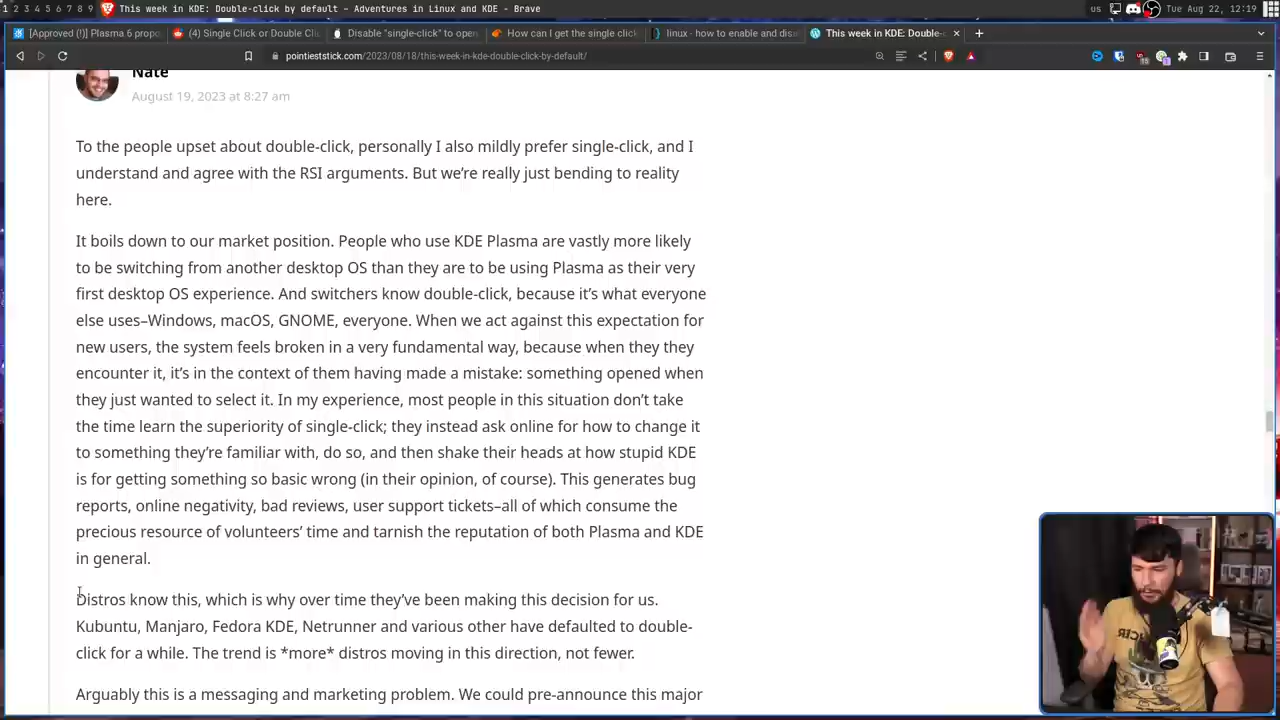 1 2 3 4 5 6 7 8 9 This week in KDE: Double-click by default – Adventures in Linux and KDE - Brave
us Tue Aug 22, 12:19
[Approved (!)] Plasma 6 propo
(4) Single Click or Double Cli
Disable "single-click" to open
How can I get the single click
linux - how to enable and disa
This week in KDE: Double-c
pointieststick.com/2023/08/18/this-week-in-kde-double-click-by-default/
Nate
August 19, 2023 at 8:27 am
To the people upset about double-click, personally I also mildly prefer single-click, and I
understand and agree with the RSI arguments. But we’re really just bending to reality
here.
It boils down to our market position. People who use KDE Plasma are vastly more likely
to be switching from another desktop OS than they are to be using Plasma as their very
first desktop OS experience. And switchers know double-click, because it’s what everyone
else uses–Windows, macOS, GNOME, everyone. When we act against this expectation for
new users, the system feels broken in a very fundamental way, because when they they
encounter it, it’s in the context of them having made a mistake: something opened when
they just wanted to select it. In my experience, most people in this situation don’t take
the time learn the superiority of single-click; they instead ask online for how to change it
to something they’re familiar with, do so, and then shake their heads at how stupid KDE
is for getting something so basic wrong (in their opinion, of course). This generates bug
reports, online negativity, bad reviews, user support tickets–all of which consume the
precious resource of volunteers’ time and tarnish the reputation of both Plasma and KDE
in general.
Distros know this, which is why over time they’ve been making this decision for us.
Kubuntu, Manjaro, Fedora KDE, Netrunner and various other have defaulted to double-
click for a while. The trend is *more* distros moving in this direction, not fewer.
Arguably this is a messaging and marketing problem. We could pre-announce this major